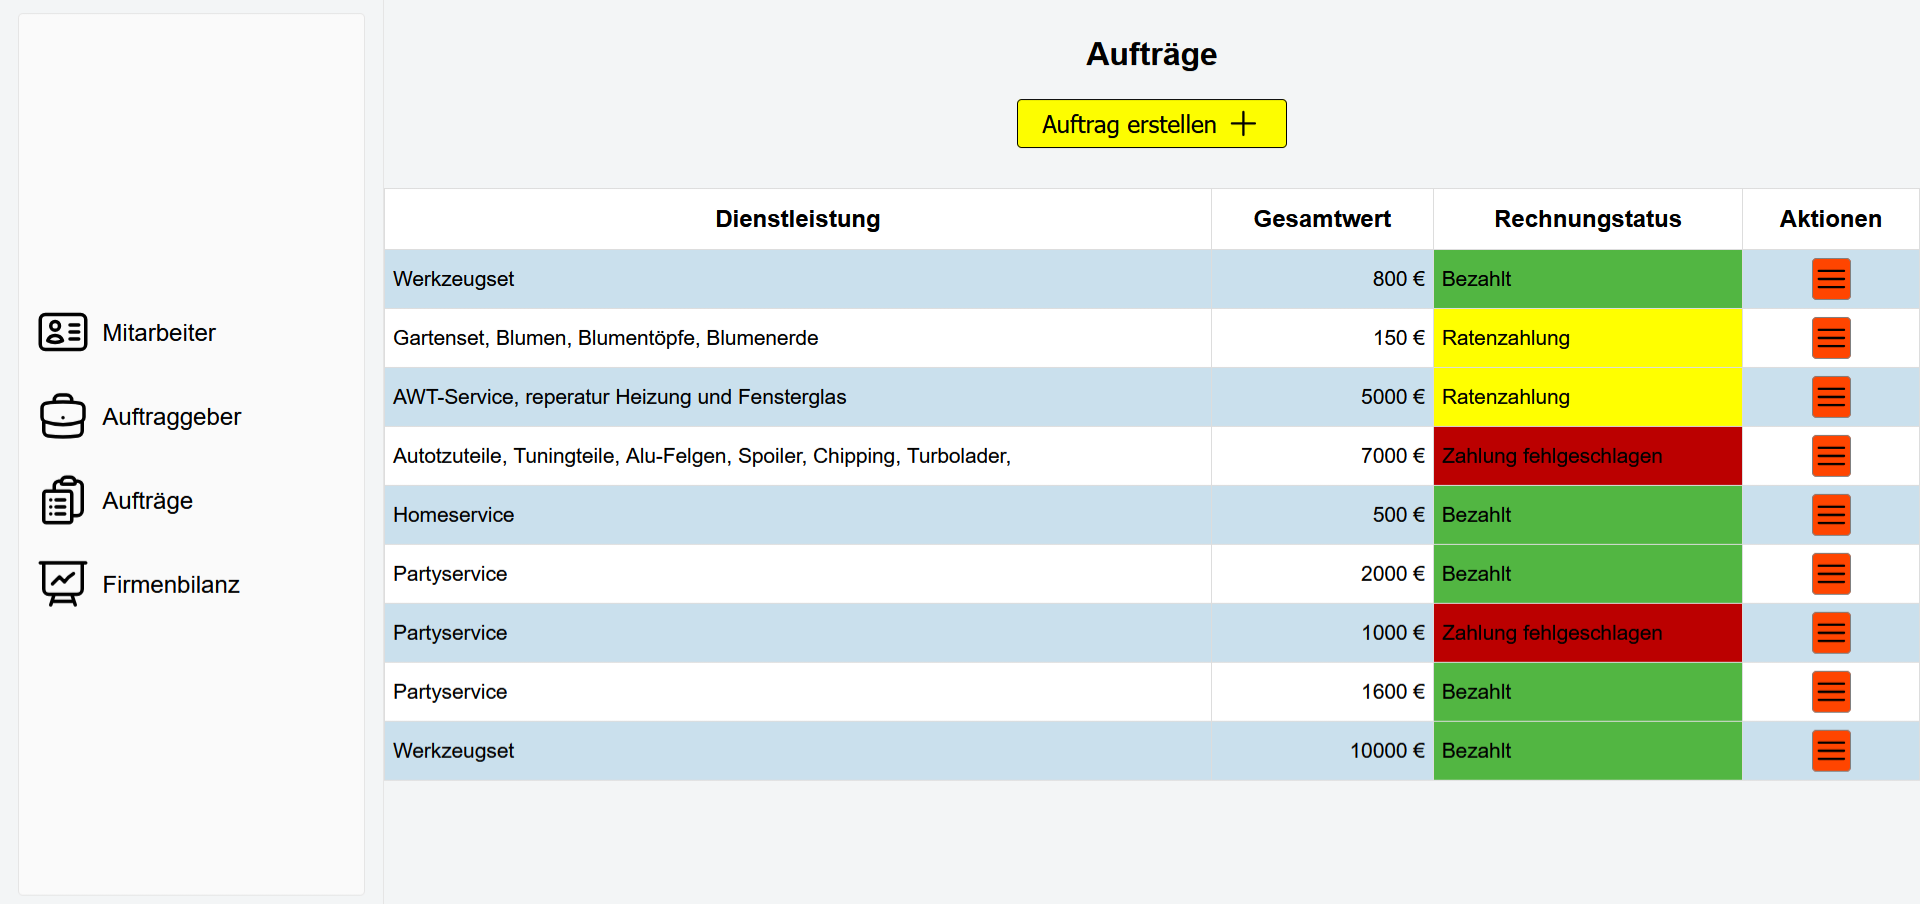 Mitarbeiter
Auftraggeber
Aufträge
Firmenbilanz
Aufträge
Auftrag erstellen
Dienstleistung Gesamtwert Rechnungstatus Aktionen
Werkzeugset 800 € Bezahlt
Gartenset, Blumen, Blumentöpfe, Blumenerde 150 € Ratenzahlung
AWT-Service, reperatur Heizung und Fensterglas 5000 € Ratenzahlung
Autotzuteile, Tuningteile, Alu-Felgen, Spoiler, Chipping, Turbolader, 7000 € Zahlung fehlgeschlagen
Homeservice 500 € Bezahlt
Partyservice 2000 € Bezahlt
Partyservice 1000 € Zahlung fehlgeschlagen
Partyservice 1600 € Bezahlt
Werkzeugset 10000 € Bezahlt